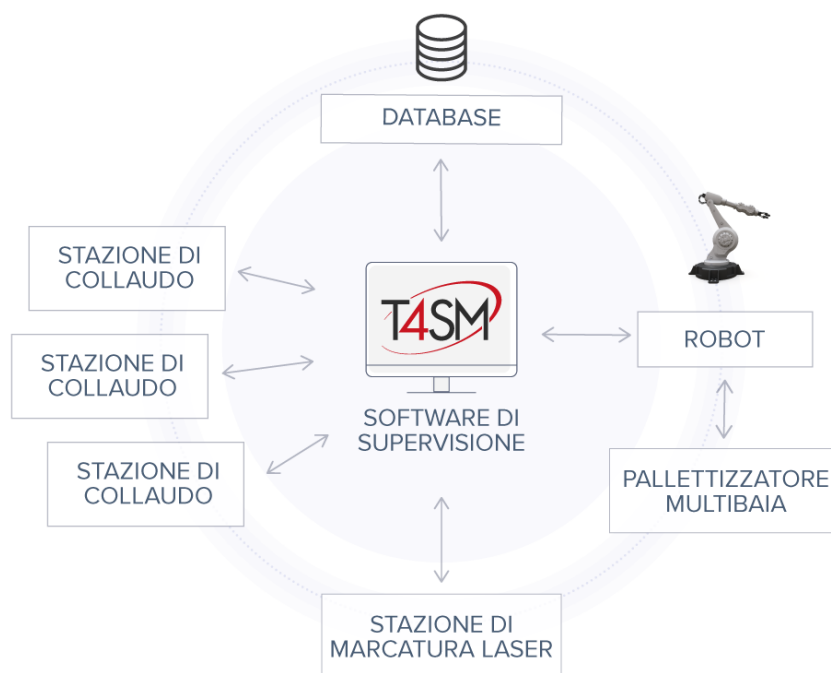 DATABASE
STAZIONE DI
COLLAUDO
T4SM
ROBOT
STAZIONE DI
COLLAUDO
SOFTWARE DI
SUPERVISIONE
STAZIONE DI
COLLAUDO
PALLETTIZZATORE
MULTIBAIA
STAZIONE DI
MARCATURA LASER